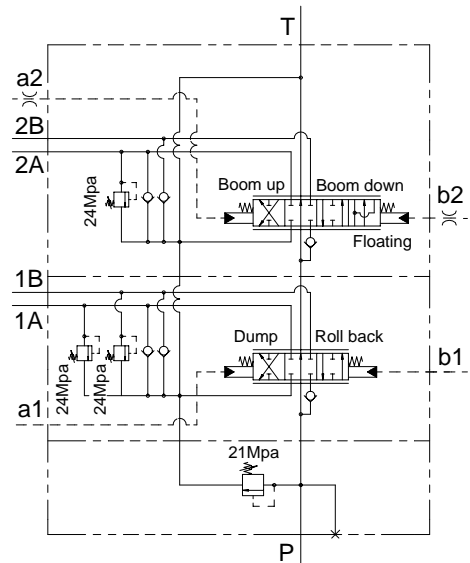 T
a2
2B
2A
24Mpa
Boom up
Boom down
b2
Floating
1B
1A
Dump
Roll back
24Mpa
24Mpa
b1
a1
21Mpa
P